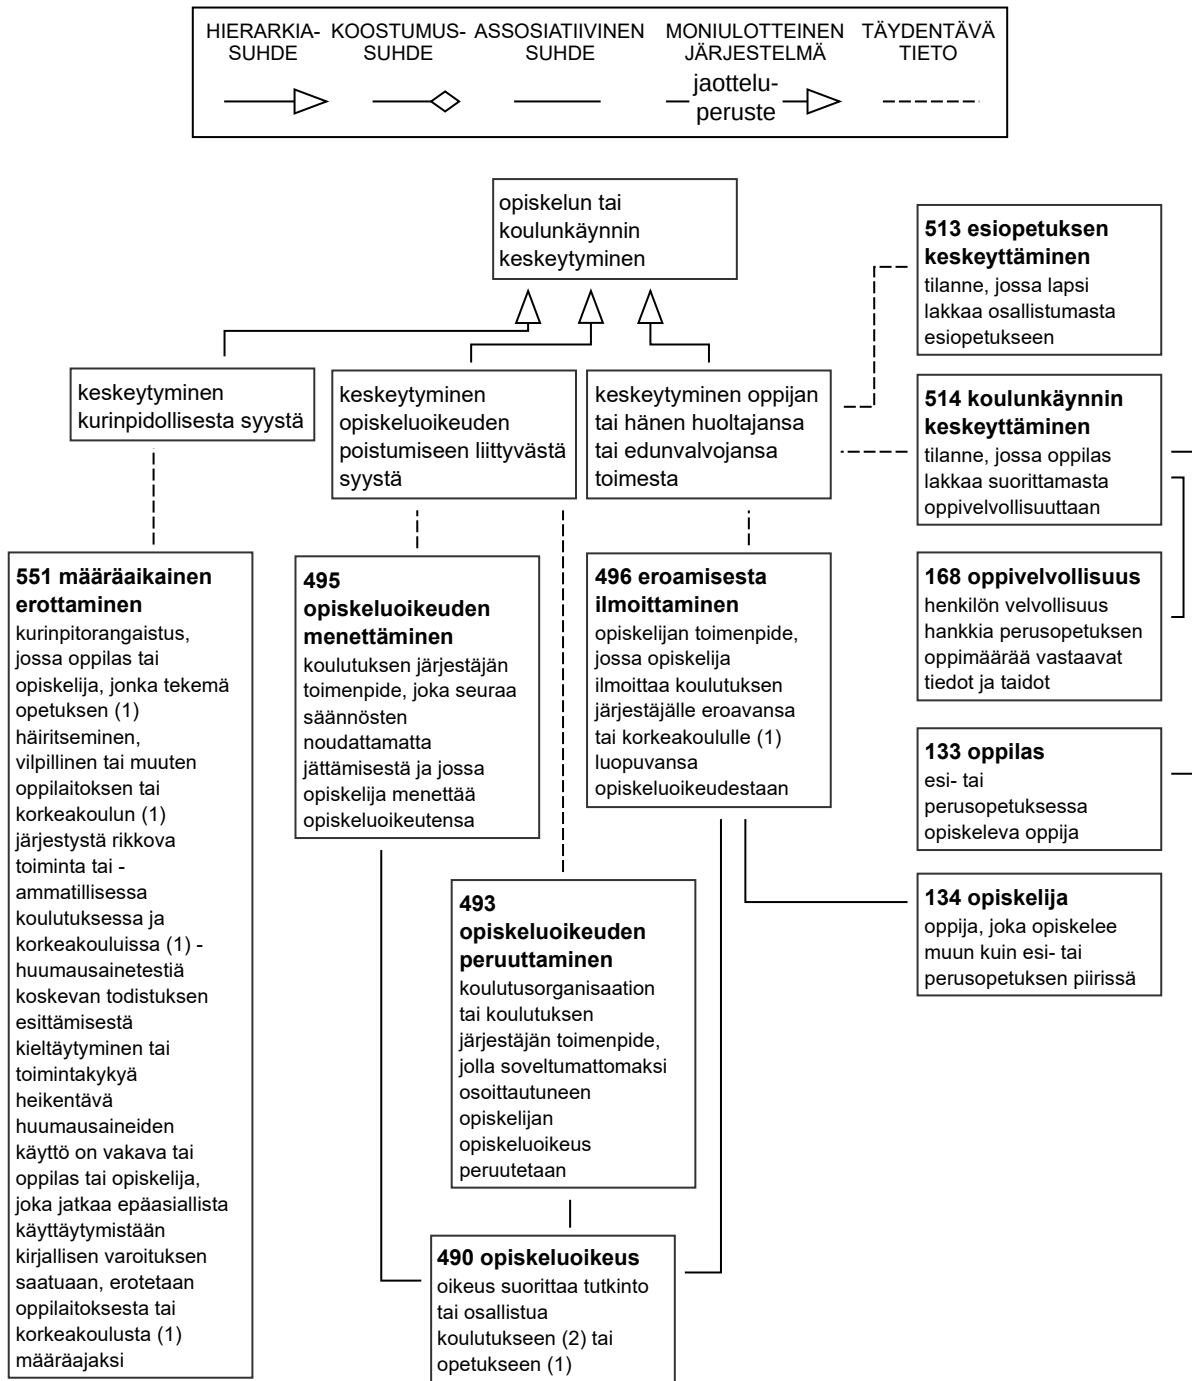 HIERARKIA-
SUHDE
KOOSTUMUS-
SUHDE
ASSOSIATIIVINEN
SUHDE
MONIULOTTEINEN
JÄRJESTELMÄ
TÄYDENTÄVÄ
TIETO
jaottelu-
peruste
opiskelun tai
koulunkäynnin
keskeytyminen
keskeytyminen
kurinpidollisesta syystä
keskeytyminen
opiskeluoikeuden
poistumiseen liittyvästä
syystä
keskeytyminen oppijan
tai hänen huoltajansa
tai edunvalvojansa
toimesta
513 esiopetuksen
keskeyttäminen
tilanne, jossa lapsi
lakkaa osallistumasta
esiopetukseen
514 koulunkäynnin
keskeyttäminen
tilanne, jossa oppilas
lakkaa suorittamasta
oppivelvollisuuttaan
551 määräaikainen
erottaminen
kurinpitorangaistus,
jossa oppilas tai
opiskelija, jonka tekemä
opetuksen (1)
häiritseminen,
vilpillinen tai muuten
oppilaitoksen tai
korkeakoulun (1)
järjestystä rikkova
toiminta tai -
ammatillisessa
koulutuksessa ja
korkeakouluissa (1) -
huumausainetestiä
koskevan todistuksen
esittämisestä
kieltäytyminen tai
toimintakykyä
heikentävä
huumausaineiden
käyttö on vakava tai
oppilas tai opiskelija,
joka jatkaa epäasiallista
käyttäytymistään
kirjallisen varoituksen
saatuaan, erotetaan
oppilaitoksesta tai
korkeakoulusta (1)
määräajaksi
495
opiskeluoikeuden
menettäminen
koulutuksen järjestäjän
toimenpide, joka seuraa
säännösten
noudattamatta
jättämisestä ja jossa
opiskelija menettää
opiskeluoikeutensa
496 eroamisesta
ilmoittaminen
opiskelijan toimenpide,
jossa opiskelija
ilmoittaa koulutuksen
järjestäjälle eroavansa
tai korkeakoululle (1)
luopuvansa
opiskeluoikeudestaan
168 oppivelvollisuus
henkilön velvollisuus
hankkia perusopetuksen
oppimäärää vastaavat
tiedot ja taidot
133 oppilas
esi- tai
perusopetuksessa
opiskeleva oppija
134 opiskelija
oppija, joka opiskelee
muun kuin esi- tai
perusopetuksen piirissä
493
opiskeluoikeuden
peruuttaminen
koulutusorganisaation
tai koulutuksen
järjestäjän toimenpide,
jolla soveltumattomaksi
osoittautuneen
opiskelijan
opiskeluoikeus
peruutetaan
490 opiskeluoikeus
oikeus suorittaa tutkinto
tai osallistua
koulutukseen (2) tai
opetukseen (1)